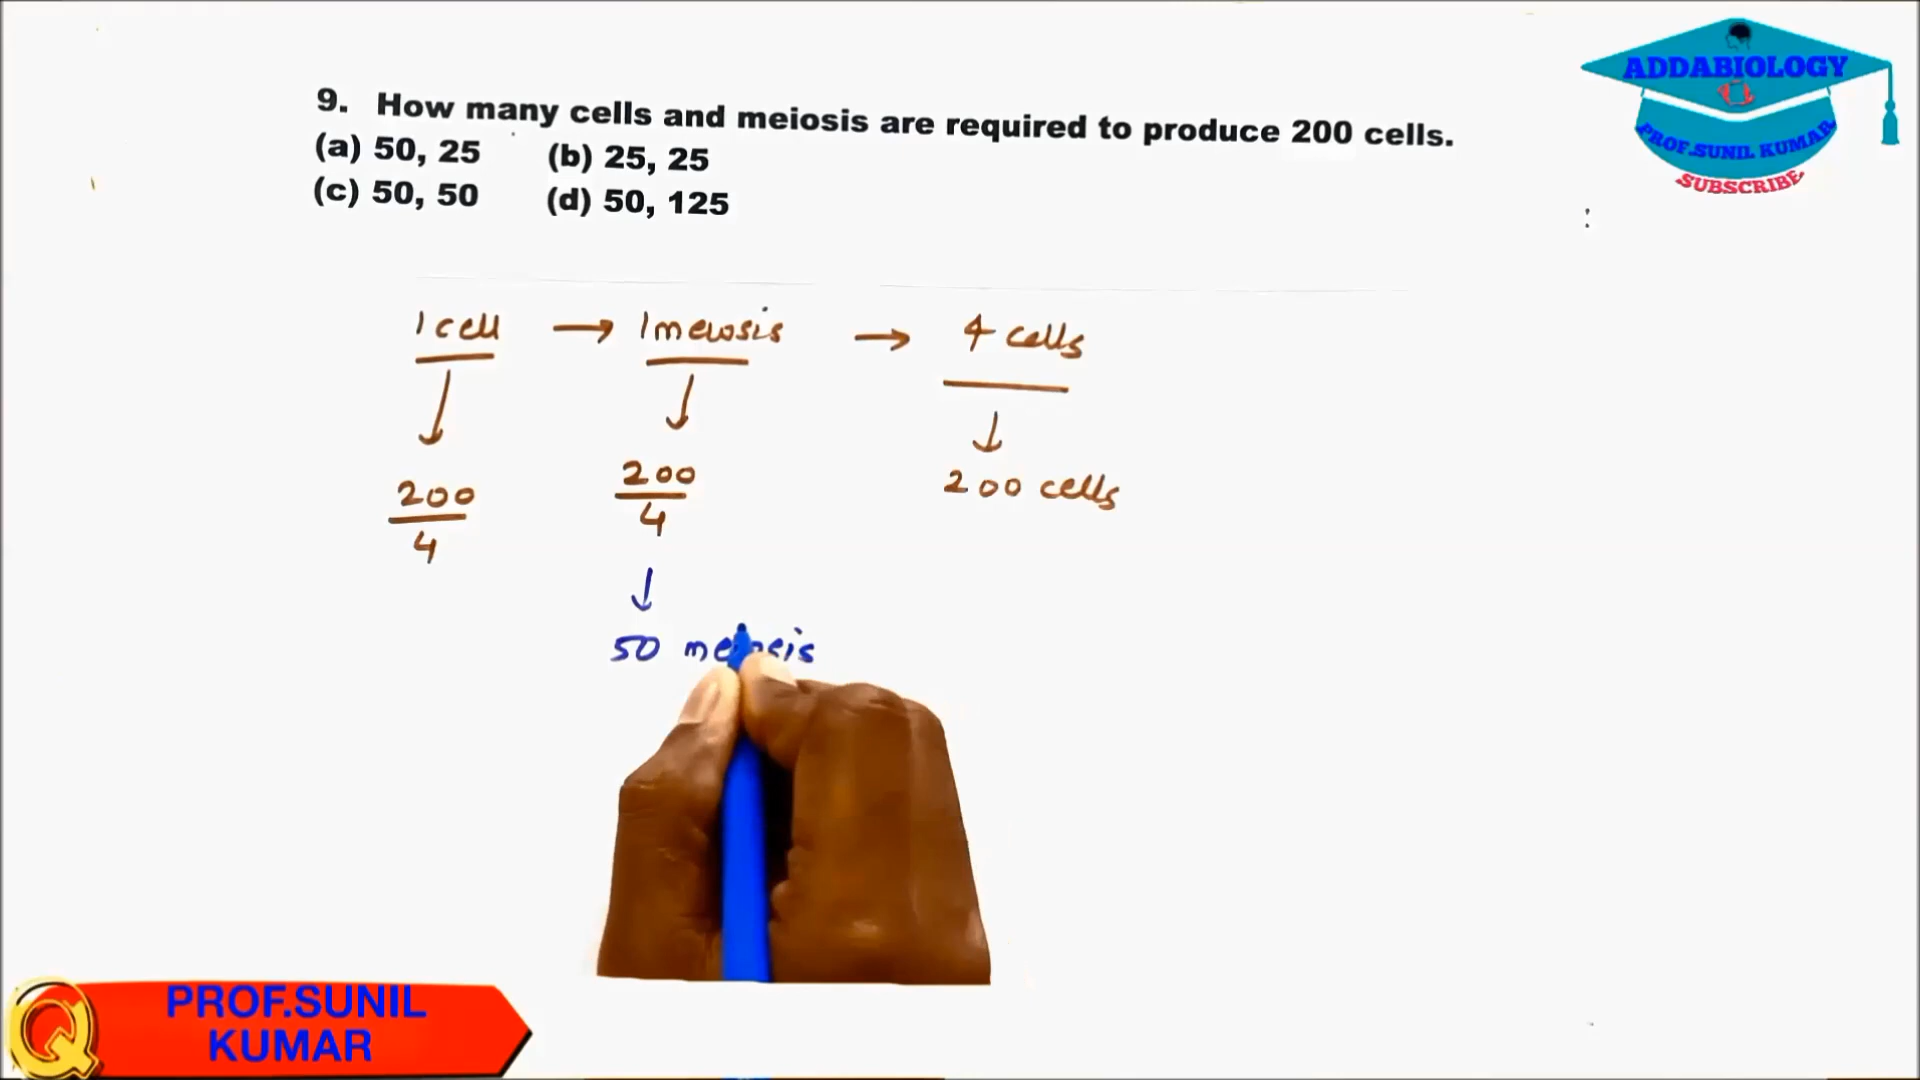 9. How many cells and meiosis are required to produce 200 cells.
(a) 50, 25 (b) 25, 25
(c) 50, 50 (d) 50, 125
1 cell → 1 meiosis → 4 cells
↓ ↓ ↓
200 200 200 cells
4 4
↓
50 meiosis
ADDABIOLOGY
PROF.SUNIL KUMAR
SUBSCRIBE
Q
PROF.SUNIL
KUMAR